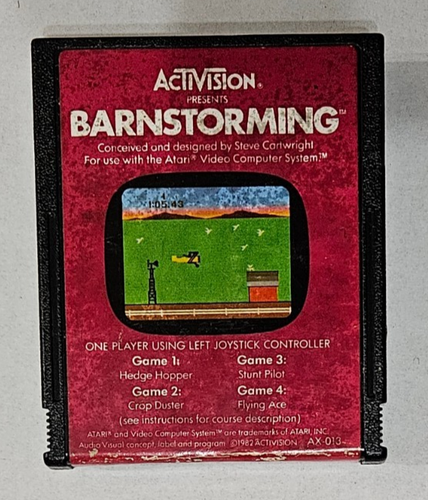 ACTIVISION®
PRESENTS
BARNSTORMING™
Conceived and designed by Steve Cartwright
For use with the Atari® Video Computer System™
1:05:43
ONE PLAYER USING LEFT JOYSTICK CONTROLLER
Game 1: Game 3:
Hedge Hopper Stunt Pilot
Game 2: Game 4:
Crop Duster Flying Ace
(see instructions for course description)
ATARI® and Video Computer System™ are trademarks of ATARI, INC.
Audio Visual concept, label and program ©1982 ACTIVISION AX-013